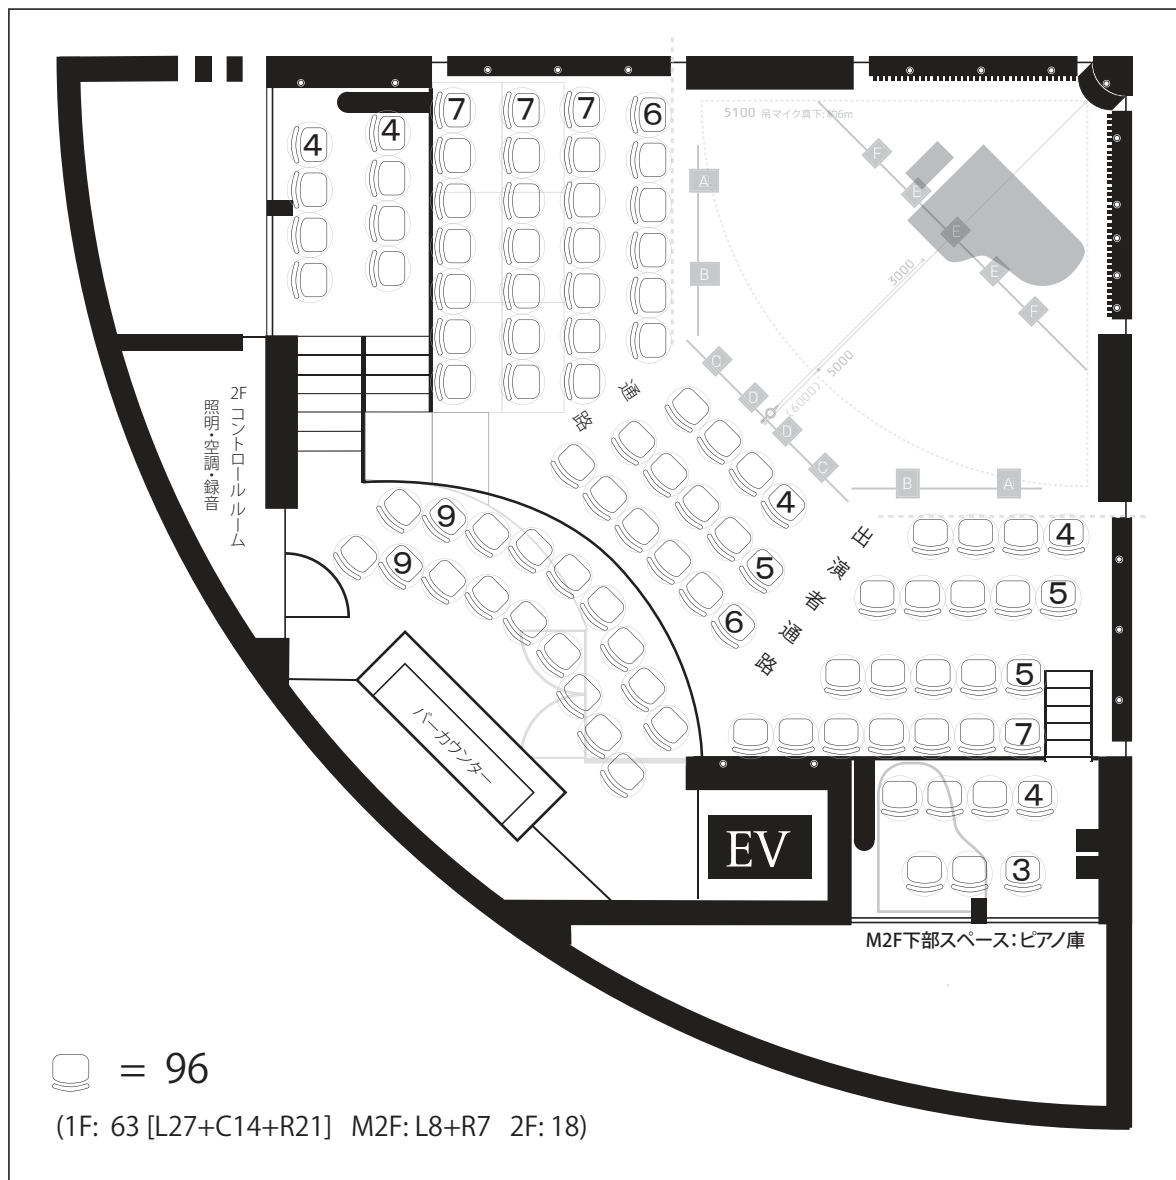 7
7
7
6
4
4
5100 吊マイク真下:約6m
F
E
E
E
F
A
B
3000
5000
(6000)
C
D
D
C
B
A
通路
2F コントロールルーム
照明・空調・録音
9
9
4
5
6
出演者通路
4
5
5
7
バーカウンター
EV
4
3
M2F下部スペース:ピアノ庫
= 96
(1F: 63 [L27+C14+R21] M2F: L8+R7 2F: 18)